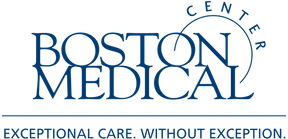 BOSTON
MEDICAL
CENTER
EXCEPTIONAL CARE. WITHOUT EXCEPTION.